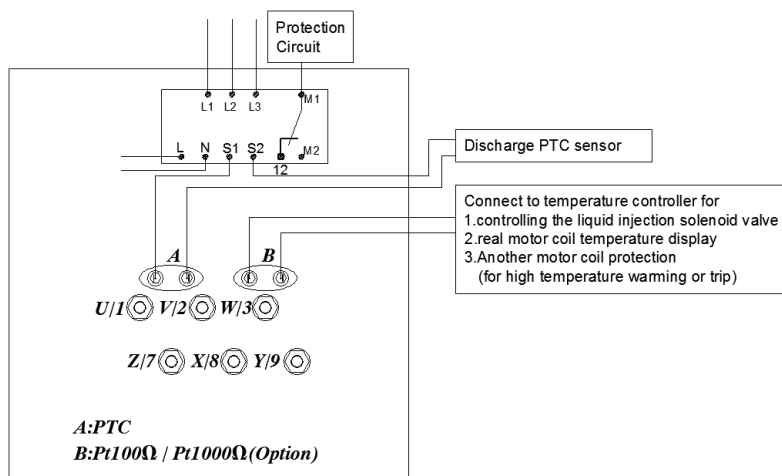 Protection
Circuit
L1 L2 L3 M1
L N S1 S2 12 M2
Discharge PTC sensor
Connect to temperature controller for
1.controlling the liquid injection solenoid valve
2.real motor coil temperature display
3.Another motor coil protection
(for high temperature warming or trip)
A B
U/1 V/2 W/3
Z/7 X/8 Y/9
A:PTC
B:Pt100Ω / Pt1000Ω(Option)